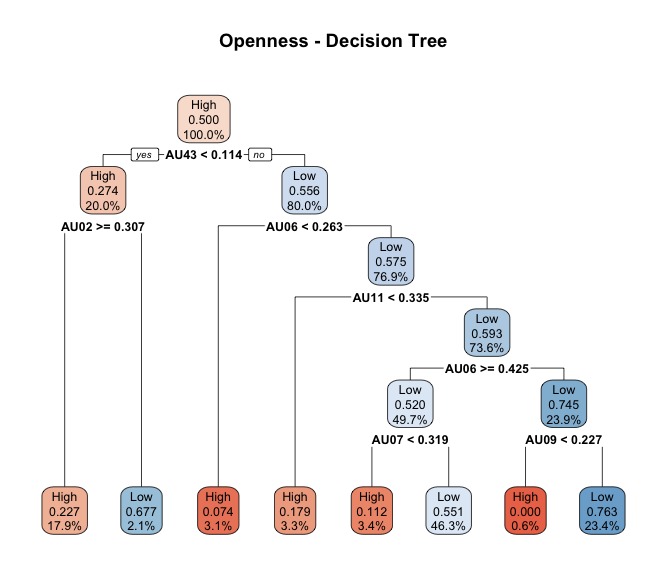 Openness - Decision Tree
High
0.500
100.0%
yes AU43 < 0.114 no
High
0.274
20.0%
Low
0.556
80.0%
AU02 >= 0.307
AU06 < 0.263
Low
0.575
76.9%
AU11 < 0.335
Low
0.593
73.6%
AU06 >= 0.425
Low
0.520
49.7%
Low
0.745
23.9%
AU07 < 0.319
AU09 < 0.227
High
0.227
17.9%
Low
0.677
2.1%
High
0.074
3.1%
High
0.179
3.3%
High
0.112
3.4%
Low
0.551
46.3%
High
0.000
0.6%
Low
0.763
23.4%